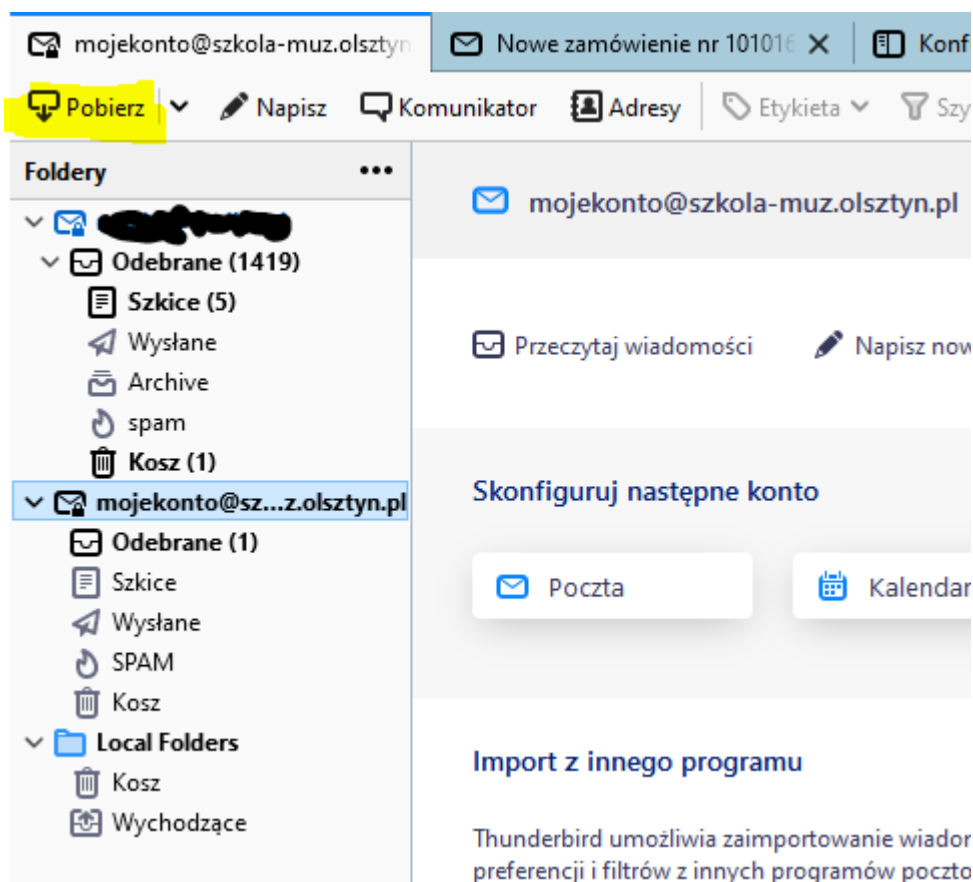 mojekonto@szkola-muz.olsztyn
Nowe zamówienie nr 101016
Konf
Pobierz
Napisz
Komunikator
Adresy
Etykieta
Szy
Foldery
mojekonto@szkola-muz.olsztyn.pl
Odebrane (1419)
Szkice (5)
Wysłane
Przeczytaj wiadomości
Napisz now
Archive
spam
Kosz (1)
mojekonto@sz...z.olsztyn.pl
Skonfiguruj następne konto
Odebrane (1)
Szkice
Poczta
Kalendar
Wysłane
SPAM
Kosz
Local Folders
Import z innego programu
Kosz
Wychodzące
Thunderbird umożliwia zaimportowanie wiador
preferencji i filtrów z innych programów poczto